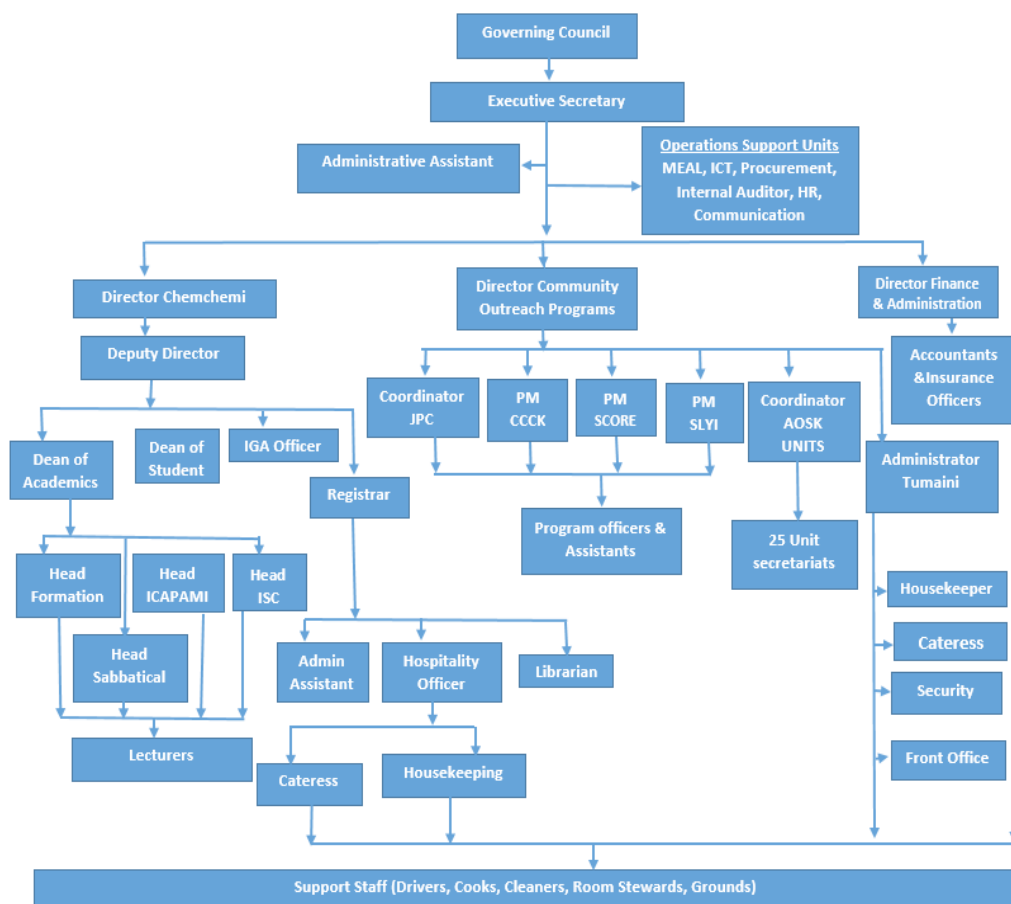 Governing Council
Executive Secretary
Administrative Assistant
Operations Support Units
MEAL, ICT, Procurement,
Internal Auditor, HR,
Communication
Director Chemchemi
Director Community
Outreach Programs
Director Finance
& Administration
Deputy Director
Accountants
&Insurance
Officers
Coordinator
JPC
PM
CCCK
PM
SCORE
PM
SLYI
Coordinator
AOSK
UNITS
Administrator
Tumaini
Dean of
Academics
Dean of
Student
IGA Officer
Registrar
Program officers &
Assistants
25 Unit
secretariats
Head
Formation
Head
ICAPAMI
Head
ISC
Head
Sabbatical
Lecturers
Admin
Assistant
Hospitality
Officer
Librarian
Housekeeper
Cateress
Security
Front Office
Cateress
Housekeeping
Support Staff (Drivers, Cooks, Cleaners, Room Stewards, Grounds)